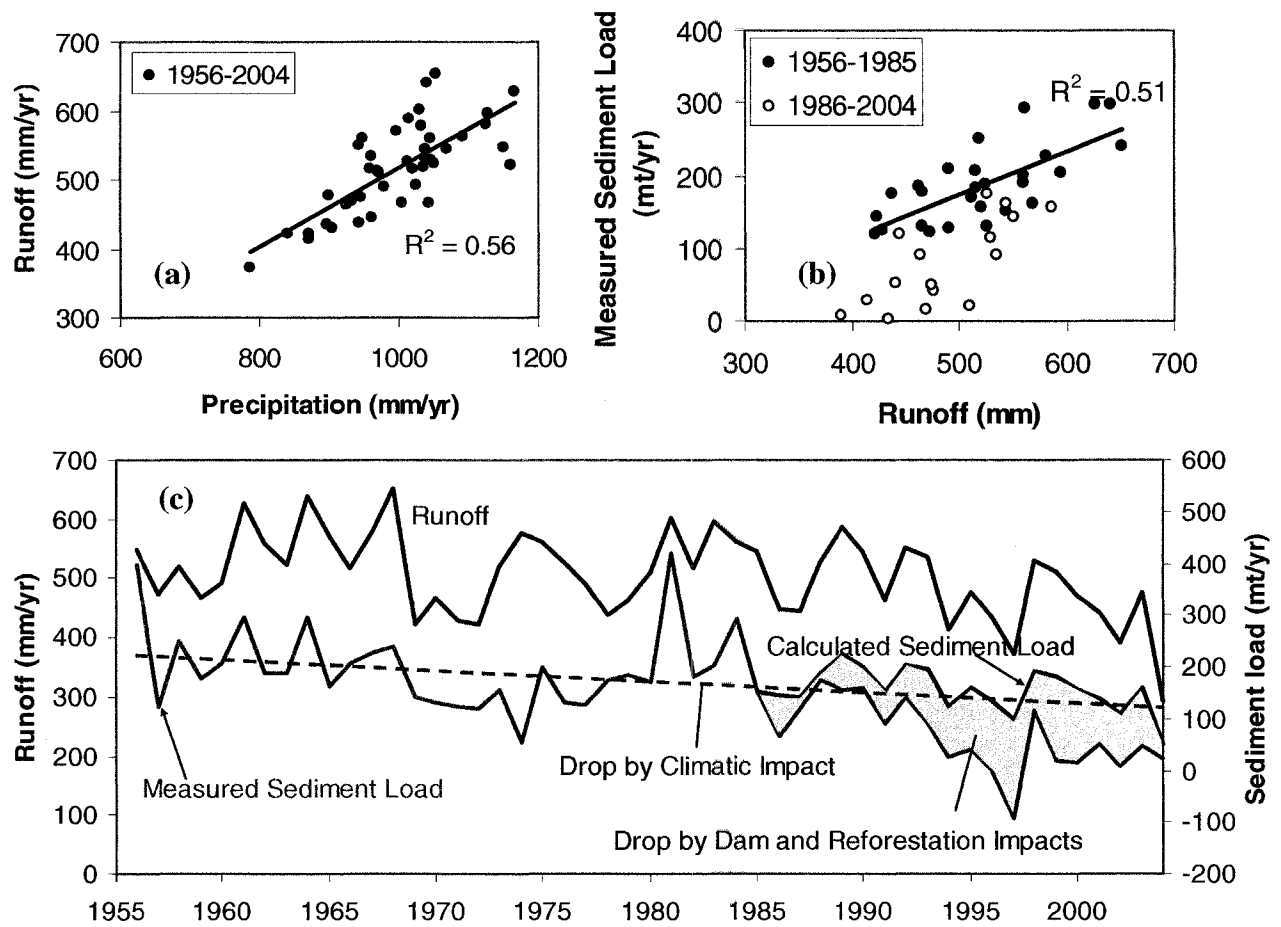 700
600
500
400
300
Runoff (mm/yr)
1956-2004
R² = 0.56
(a)
600
800
1000
1200
Precipitation (mm/yr)
400
300
200
100
0
Measured Sediment Load
(mt/yr)
1956-1985
1986-2004
R² = 0.51
(b)
300
400
500
600
700
Runoff (mm)
700
600
500
400
300
200
100
0
Runoff (mm/yr)
(c)
Runoff
Calculated Sediment Load
Drop by Climatic Impact
Measured Sediment Load
Drop by Dam and Reforestation Impacts
600
500
400
300
200
100
0
-100
-200
Sediment load (mt/yr)
1955
1960
1965
1970
1975
1980
1985
1990
1995
2000